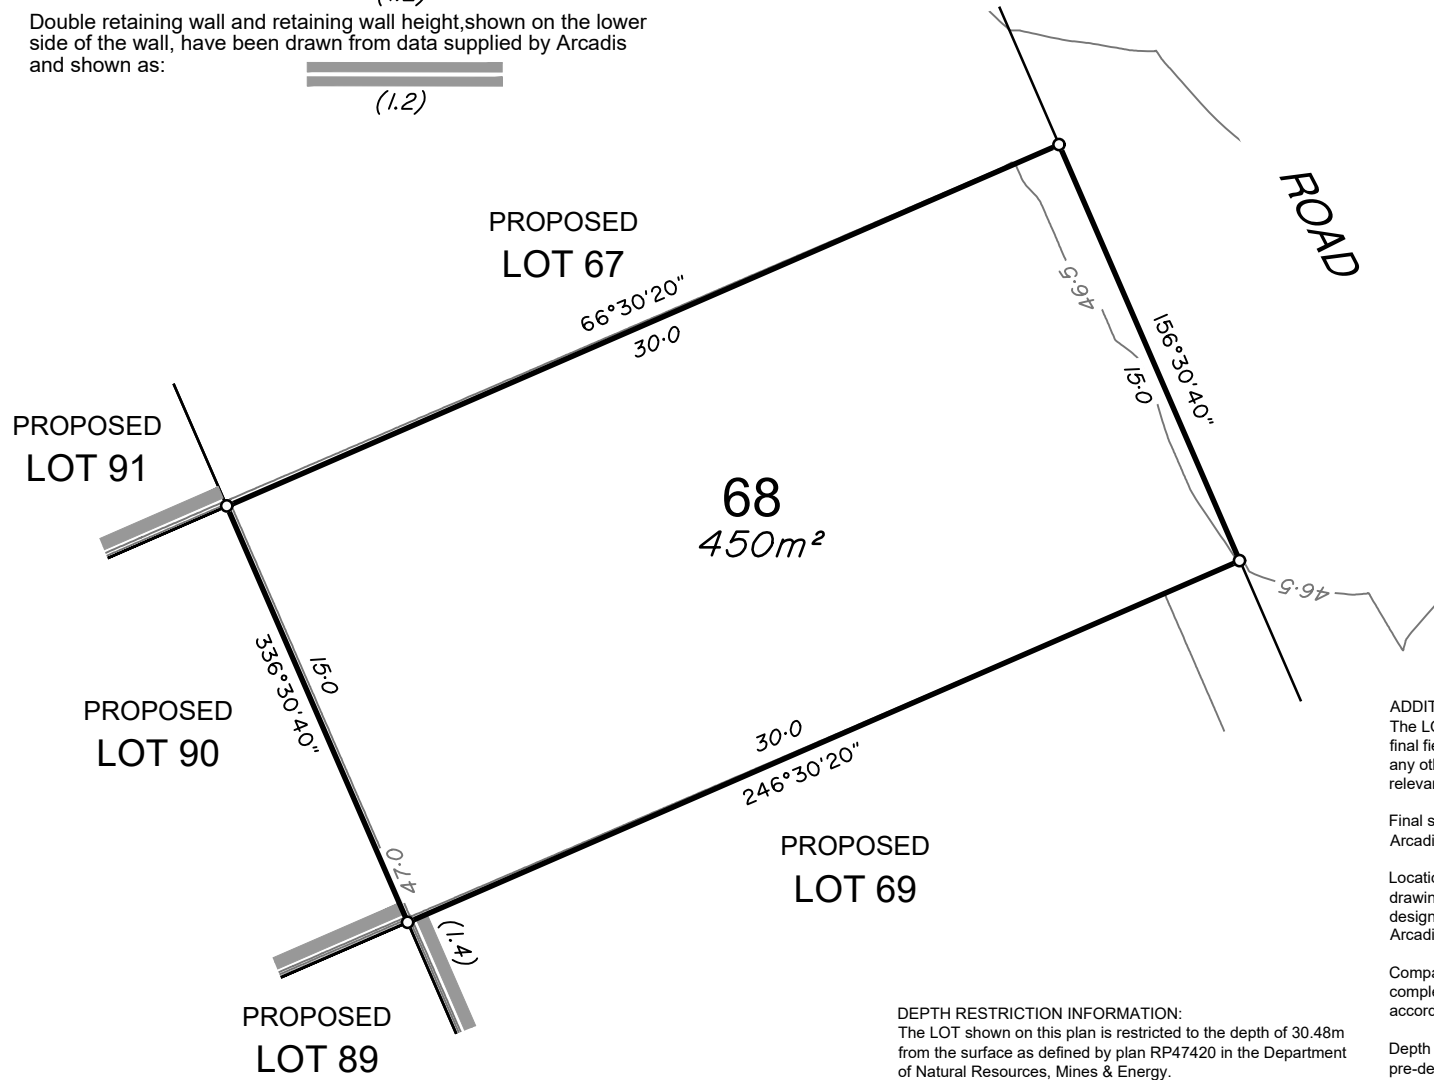 Double retaining wall and retaining wall height,shown on the lower
side of the wall, have been drawn from data supplied by Arcadis
and shown as:
(1.2)
ROAD
PROPOSED
LOT 67
66°30'20"
30·0
46·5
156°30'40"
15·0
PROPOSED
LOT 91
68
450m²
46·5
336°30'40"
15·0
PROPOSED
LOT 90
30·0
246°30'20"
47·0
(1.4)
PROPOSED
LOT 69
PROPOSED
LOT 89
DEPTH RESTRICTION INFORMATION:
The LOT shown on this plan is restricted to the depth of 30.48m
from the surface as defined by plan RP47420 in the Department
of Natural Resources, Mines & Energy.
The
final
any
Final
Depth